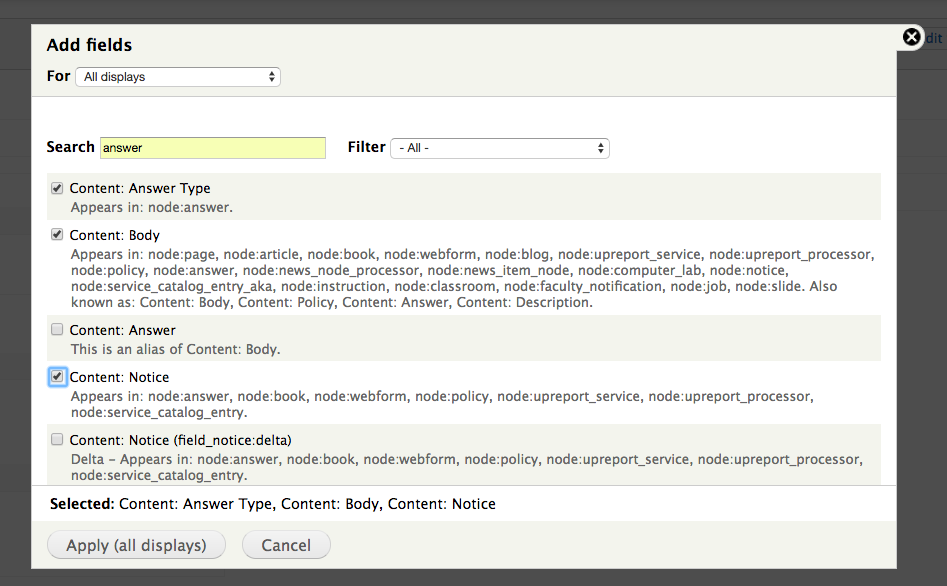 Add fields
For All displays
dit
Search answer Filter - All -
Content: Answer Type
Appears in: node:answer.
Content: Body
Appears in: node:page, node:article, node:book, node:webform, node:blog, node:upreport_service, node:upreport_processor,
node:policy, node:answer, node:news_node_processor, node:news_item_node, node:computer_lab, node:notice,
node:service_catalog_entry_aka, node:instruction, node:classroom, node:faculty_notification, node:job, node:slide. Also
known as: Content: Body, Content: Policy, Content: Answer, Content: Description.
Content: Answer
This is an alias of Content: Body.
Content: Notice
Appears in: node:answer, node:book, node:webform, node:policy, node:upreport_service, node:upreport_processor,
node:service_catalog_entry.
Content: Notice (field_notice:delta)
Delta – Appears in: node:answer, node:book, node:webform, node:policy, node:upreport_service, node:upreport_processor,
node:service_catalog_entry.
Selected: Content: Answer Type, Content: Body, Content: Notice
Apply (all displays) Cancel